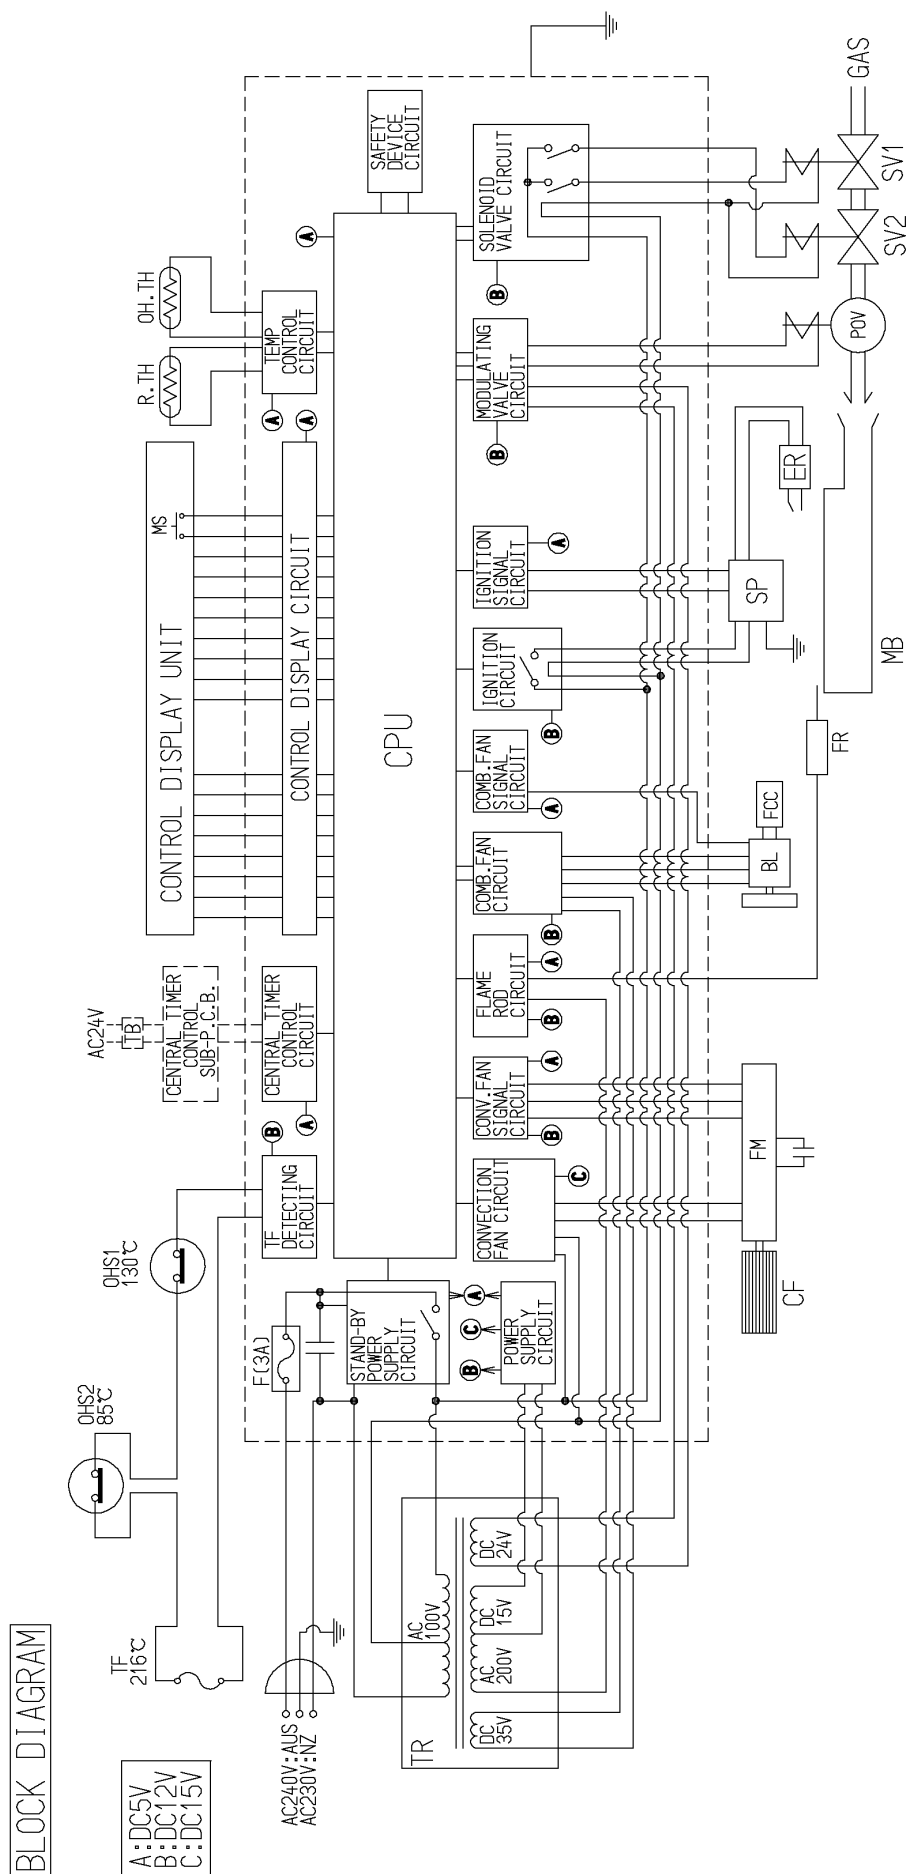 BLOCK DIAGRAM
A:DC5V
B:DC12V
C:DC15V
TF
216℃
OHS2
85℃
OHS1
130℃
AC24V
TB
CENTRAL TIMER
CONTROL
SUB-P.C.B.
CONTROL DISPLAY UNIT
MS
R.TH
OH.TH
AC240V:AUS
AC230V:NZ
F(3A)
TF
DETECTING
CIRCUIT
B
CENTRAL TIMER
CONTROL
CIRCUIT
A
CONTROL DISPLAY CIRCUIT
A
TEMP
CONTROL
CIRCUIT
A
A
SAFETY
DEVICE
CIRCUIT
STAND-BY
POWER
SUPPLY
CIRCUIT
CPU
TR
AC
100V
DC
35V
AC
200V
DC
15V
DC
24V
POWER
SUPPLY
CIRCUIT
B
C
A
CONVECTION
FAN CIRCUIT
C
CONV.FAN
SIGNAL
CIRCUIT
B
A
FLAME
ROD
CIRCUIT
B
A
COMB.FAN
CIRCUIT
B
COMB.FAN
SIGNAL
CIRCUIT
A
IGNITION
CIRCUIT
B
IGNITION
SIGNAL
CIRCUIT
A
MODULATING
VALVE
CIRCUIT
B
SOLENOID
VALVE CIRCUIT
B
CF
FM
BL
FCC
FR
SP
ER
MB
POV
SV2
SV1
GAS